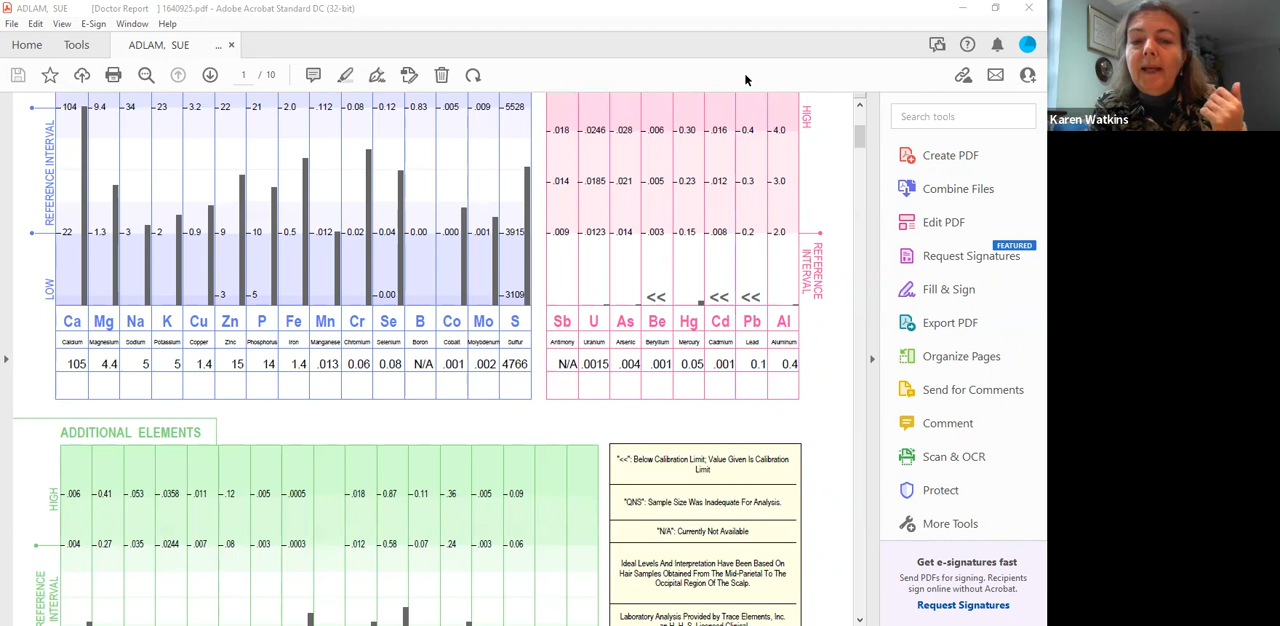 ADLAM, SUE [Doctor Report ] 1640925.pdf - Adobe Acrobat Standard DC (32-bit)
File Edit View E-Sign Window Help
Home Tools ADLAM, SUE ... ×
1 / 10
Karen Watkins
Search tools
Create PDF
Combine Files
Edit PDF
FEATURED
Request Signatures
Fill & Sign
Export PDF
Organize Pages
Send for Comments
Comment
Scan & OCR
Protect
More Tools
Get e-signatures fast
Send PDFs for signing. Recipients
sign online without Acrobat.
Request Signatures
REFERENCE INTERVAL
LOW
104 9.4 34 23 3.2 22 21 2.0 .112 0.08 0.12 0.83 .005 .009 5528
22 1.3 3 2 0.9 9 10 0.5 .012 0.02 0.04 0.00 .000 .001 3915
3 5 0.00 3109
Ca Mg Na K Cu Zn P Fe Mn Cr Se B Co Mo S
Calcium Magnesium Sodium Potassium Copper Zinc Phosphorus Iron Manganese Chromium Selenium Boron Cobalt Molybdenum Sulfur
105 4.4 5 5 1.4 15 14 1.4 .013 0.06 0.08 N/A .001 .002 4766
HIGH
.018 .0246 .028 .006 0.30 .016 0.4 4.0
.014 .0185 .021 .005 0.23 .012 0.3 3.0
.009 .0123 .014 .003 0.15 .008 0.2 2.0
REFERENCE
INTERVAL
<< << <<
Sb U As Be Hg Cd Pb Al
Antimony Uranium Arsenic Beryllium Mercury Cadmium Lead Aluminum
N/A .0015 .004 .001 0.05 .001 0.1 0.4
ADDITIONAL ELEMENTS
HIGH
.006 0.41 .053 .0358 .011 .12 .005 .0005 .018 0.87 0.11 .36 .005 0.09
.004 0.27 .035 .0244 .007 .08 .003 .0003 .012 0.58 0.07 .24 .003 0.06
REFERENCE
INTERVAL
"<<": Below Calibration Limit; Value Given Is Calibration
Limit
"QNS": Sample Size Was Inadequate For Analysis.
"N/A": Currently Not Available
Ideal Levels And Interpretation Have Been Based On
Hair Samples Obtained From The Mid-Parietal To The
Occipital Region Of The Scalp.
Laboratory Analysis Provided by Trace Elements, Inc.
an H. H. S. Licensed Clinical